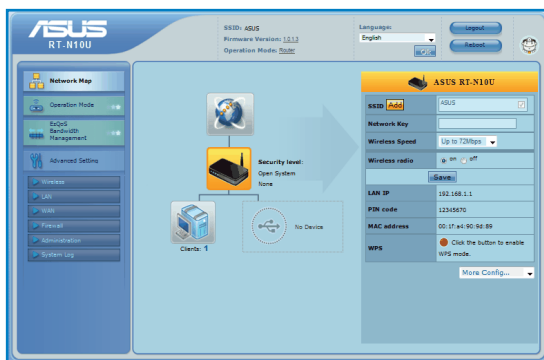 ASUS
RT-N10U
SSID: ASUS
Firmware Version: 1.0.1.3
Operation Mode: Router
Language:
English
Logout
Reboot
Network Map
Operation Mode
EzQoS
Bandwidth
Management
Advanced Setting
Wireless
LAN
WAN
Firewall
Administration
System Log
Security level:
Open System
None
Clients: 1
No Device
ASUS RT-N10U
SSID Add ASUS
Network Key
Wireless Speed Up to 72Mbps
Wireless radio on off
Save
LAN IP 192.168.1.1
PIN code 12345670
MAC address 00:1f:a4:90:9d:89
WPS Click the button to enable
WPS mode.
More Config...